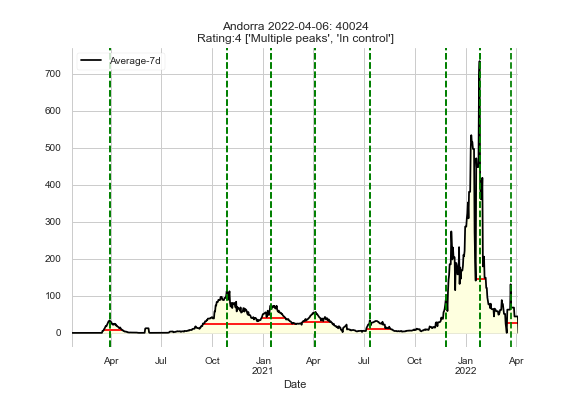 Andorra 2022-04-06: 40024
Rating:4 ['Multiple peaks', 'In control']
Average-7d
700
600
500
400
300
200
100
0
Apr
Jul
Oct
Jan
2021
Apr
Jul
Oct
Jan
2022
Apr
Date